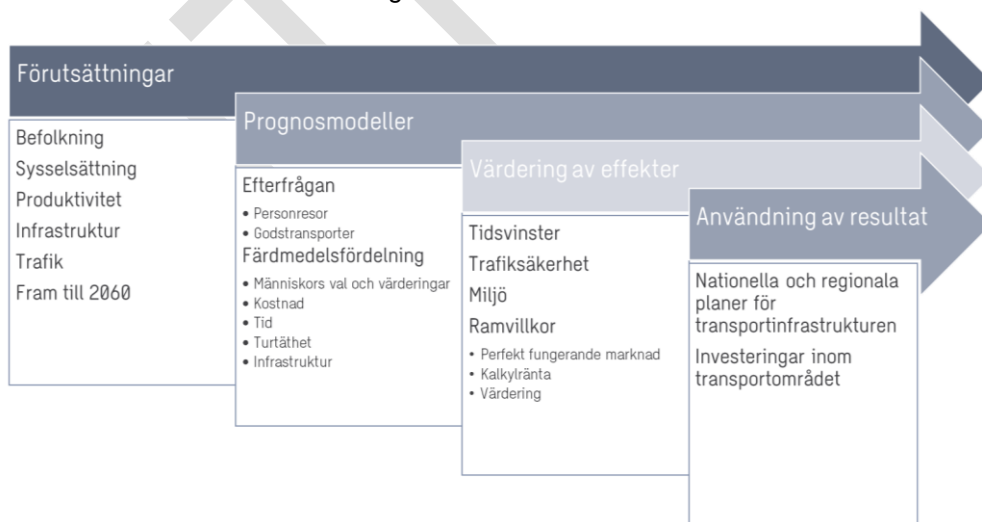 Förutsättningar
Befolkning
Sysselsättning
Produktivitet
Infrastruktur
Trafik
Fram till 2060
Prognosmodeller
Efterfrågan
• Personresor
• Godstransporter
Färdmedelsfördelning
• Människors val och värderingar
• Kostnad
• Tid
• Turtäthet
• Infrastruktur
Värdering av effekter
Tidsvinster
Trafiksäkerhet
Miljö
Ramvillkor
• Perfekt fungerande marknad
• Kalkylränta
• Värdering
Användning av resultat
Nationella och regionala
planer för
transportinfrastrukturen
Investeringar inom
transportområdet